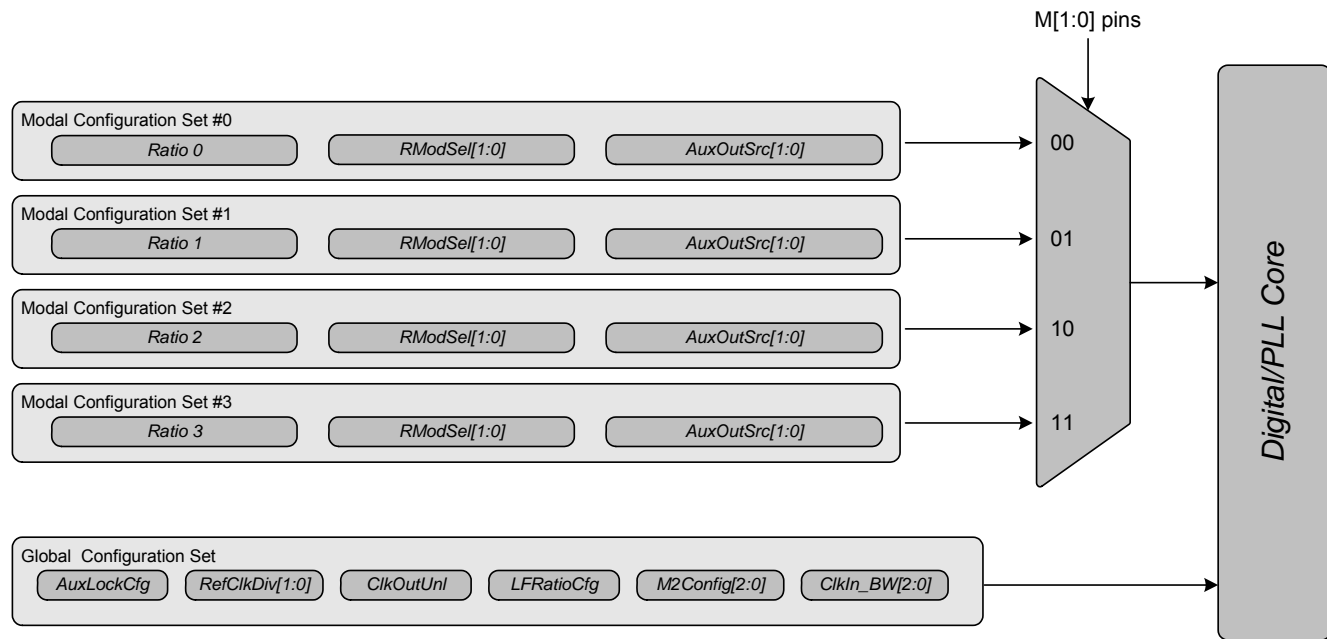 M[1:0] pins
Modal Configuration Set #0
Ratio 0 RModSel[1:0] AuxOutSrc[1:0]
00
Modal Configuration Set #1
Ratio 1 RModSel[1:0] AuxOutSrc[1:0]
01
Modal Configuration Set #2
Ratio 2 RModSel[1:0] AuxOutSrc[1:0]
10
Modal Configuration Set #3
Ratio 3 RModSel[1:0] AuxOutSrc[1:0]
11
Digital/PLL Core
Global Configuration Set
AuxLockCfg RefClkDiv[1:0] ClkOutUnl LFRatioCfg M2Config[2:0] ClkIn_BW[2:0]